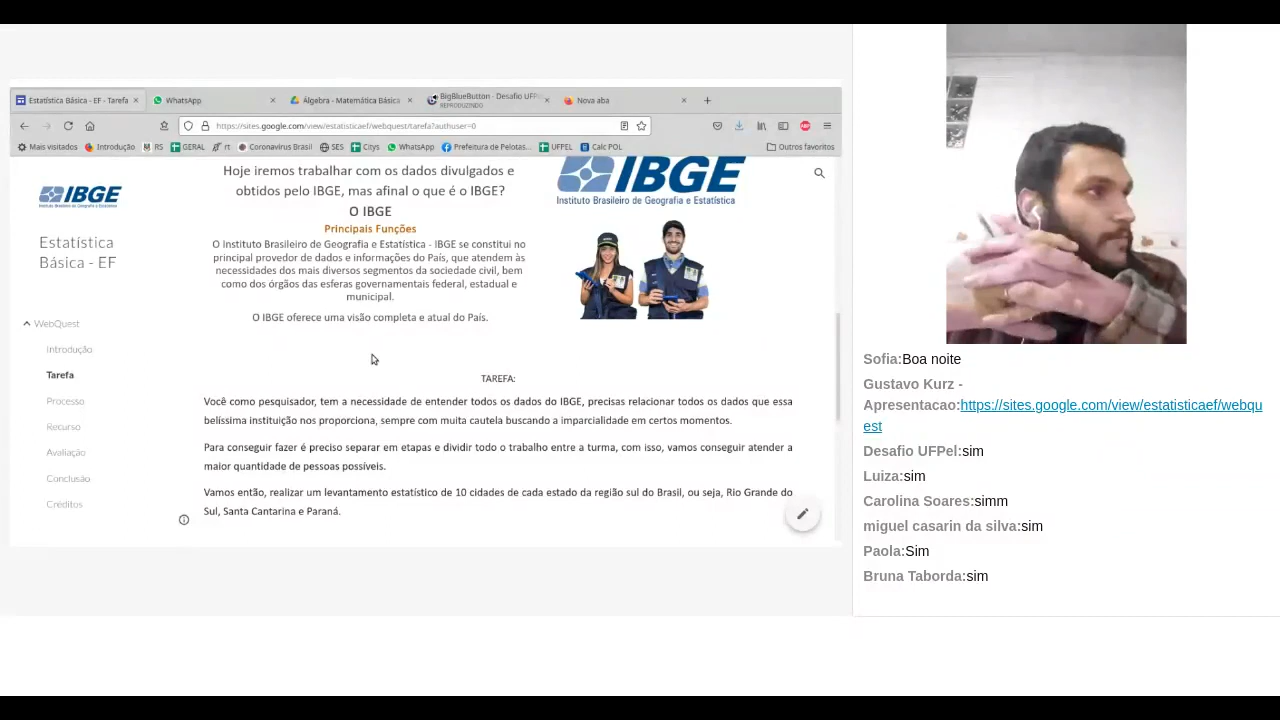 Estatística Básica - EF - Tarefa
WhatsApp
Álgebra - Matemática Básica
BigBlueButton - Desafio UFPe
REPRODUZINDO
Nova aba
https://sites.google.com/view/estatisticaef/webquest/tarefa?authuser=0
Mais visitados
Introdução
RS
GERAL
rt
Coronavírus Brasil
SES
Citys
WhatsApp
Prefeitura de Pelotas...
UFPEL
Calc POL
Outros favoritos
IBGE
Instituto Brasileiro de Geografia e Estatística
Estatística
Básica - EF
WebQuest
Introdução
Tarefa
Processo
Recurso
Avaliação
Conclusão
Créditos
Hoje iremos trabalhar com os dados divulgados e
obtidos pelo IBGE, mas afinal o que é o IBGE?
O IBGE
Principais Funções
O Instituto Brasileiro de Geografia e Estatística - IBGE se constitui no
principal provedor de dados e informações do País, que atendem às
necessidades dos mais diversos segmentos da sociedade civil, bem
como dos órgãos das esferas governamentais federal, estadual e
municipal.
O IBGE oferece uma visão completa e atual do País.
IBGE
Instituto Brasileiro de Geografia e Estatística
TAREFA:
Você como pesquisador, tem a necessidade de entender todos os dados do IBGE, precisas relacionar todos os dados que essa
belíssima instituição nos proporciona, sempre com muita cautela buscando a imparcialidade em certos momentos.
Para conseguir fazer é preciso separar em etapas e dividir todo o trabalho entre a turma, com isso, vamos conseguir atender a
maior quantidade de pessoas possíveis.
Vamos então, realizar um levantamento estatístico de 10 cidades de cada estado da região sul do Brasil, ou seja, Rio Grande do
Sul, Santa Cantarina e Paraná.
Sofia:Boa noite
Gustavo Kurz -
Apresentacao:https://sites.google.com/view/estatisticaef/webqu
est
Desafio UFPel:sim
Luiza:sim
Carolina Soares:simm
miguel casarin da silva:sim
Paola:Sim
Bruna Taborda:sim